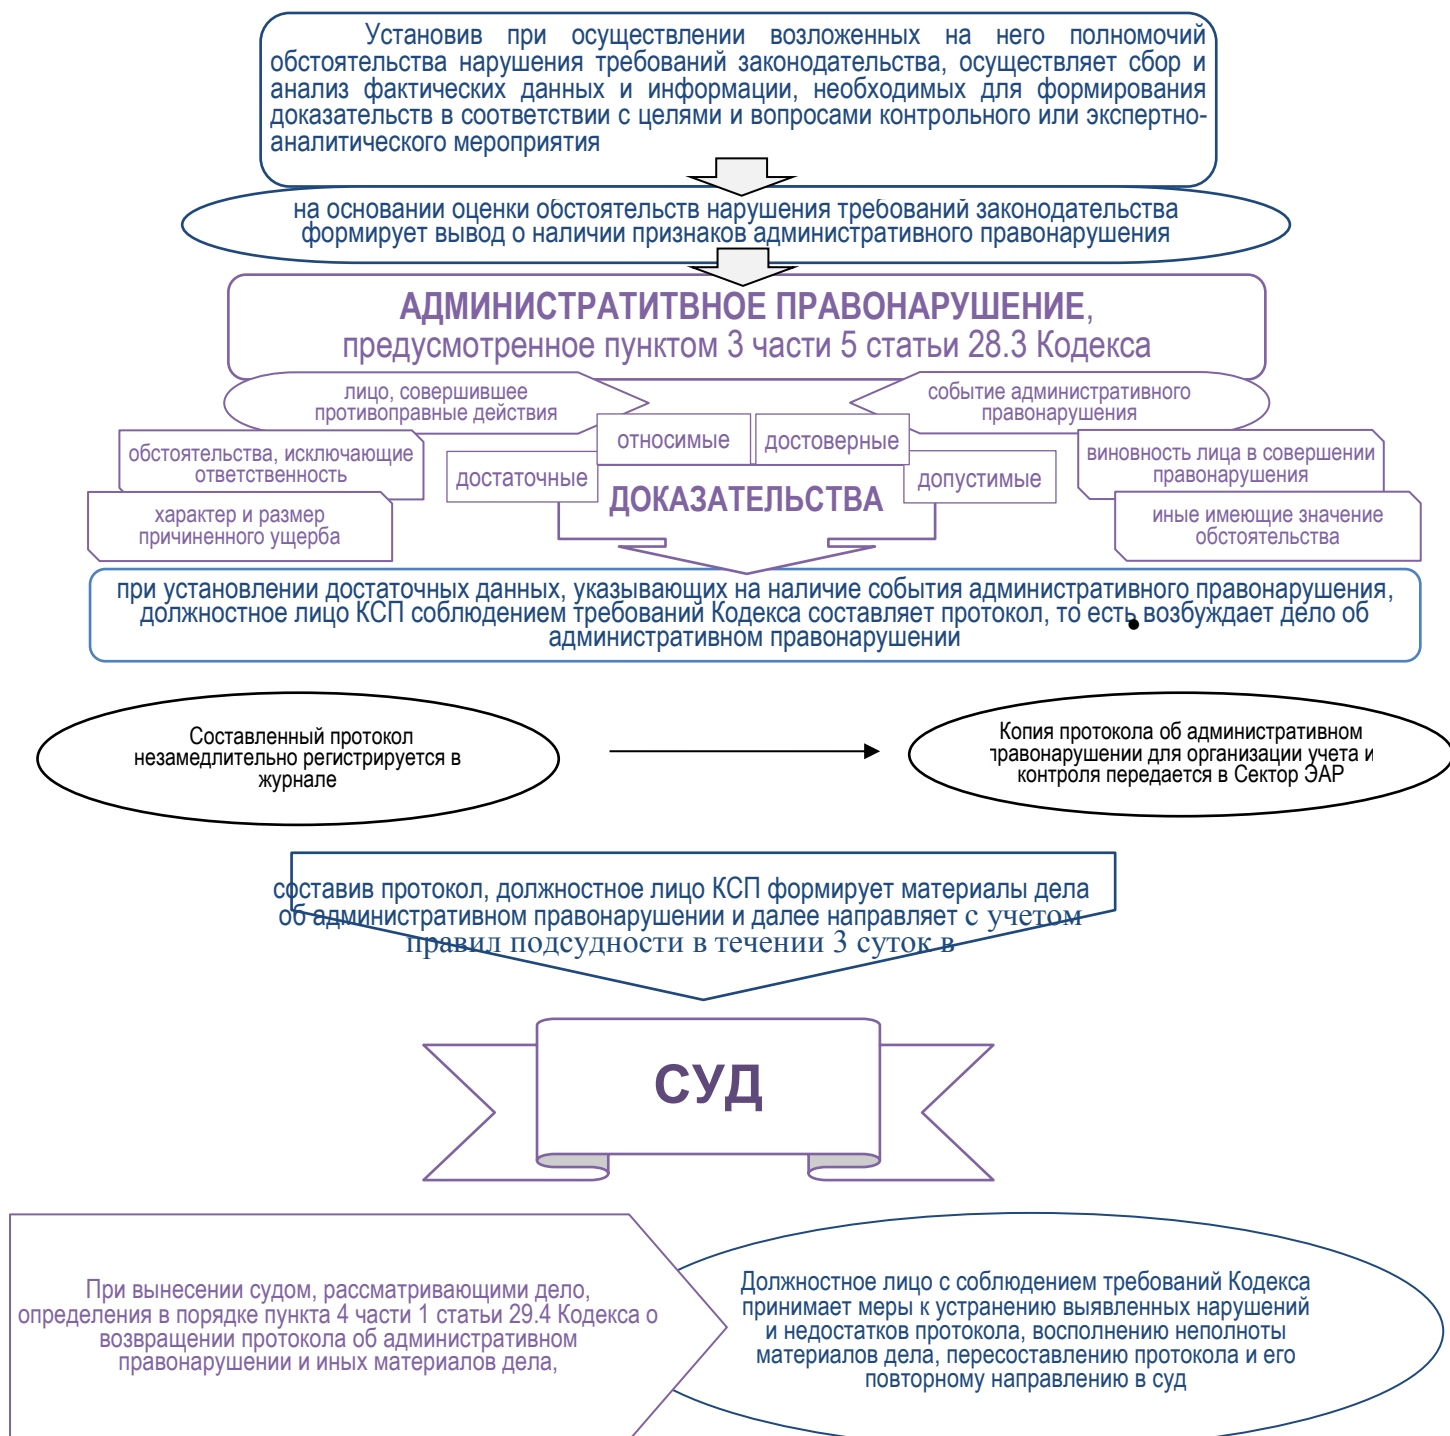 Установив при осуществлении возложенных на него полномочий
обстоятельства нарушения требований законодательства, осуществляет сбор и
анализ фактических данных и информации, необходимых для формирования
доказательств в соответствии с целями и вопросами контрольного или экспертно-
аналитического мероприятия
на основании оценки обстоятельств нарушения требований законодательства
формирует вывод о наличии признаков административного правонарушения
АДМИНИСТРАТИТВНОЕ ПРАВОНАРУШЕНИЕ,
предусмотренное пунктом 3 части 5 статьи 28.3 Кодекса
лицо, совершившее
противоправные действия
событие административного
правонарушения
относимые
достоверные
обстоятельства, исключающие
ответственность
виновность лица в совершении
правонарушения
достаточные
допустимые
ДОКАЗАТЕЛЬСТВА
характер и размер
причиненного ущерба
иные имеющие значение
обстоятельства
при установлении достаточных данных, указывающих на наличие события административного правонарушения,
должностное лицо КСП соблюдением требований Кодекса составляет протокол, то есть возбуждает дело об
административном правонарушении
Составленный протокол
незамедлительно регистрируется в
журнале
Копия протокола об административном
правонарушении для организации учета и
контроля передается в Сектор ЭАР
составив протокол, должностное лицо КСП формирует материалы дела
об административном правонарушении и далее направляет с учетом
правил подсудности в течении 3 суток в
СУД
При вынесении судом, рассматривающими дело,
определения в порядке пункта 4 части 1 статьи 29.4 Кодекса о
возвращении протокола об административном
правонарушении и иных материалов дела,
Должностное лицо с соблюдением требований Кодекса
принимает меры к устранению выявленных нарушений
и недостатков протокола, восполнению неполноты
материалов дела, пересоставлению протокола и его
повторному направлению в суд